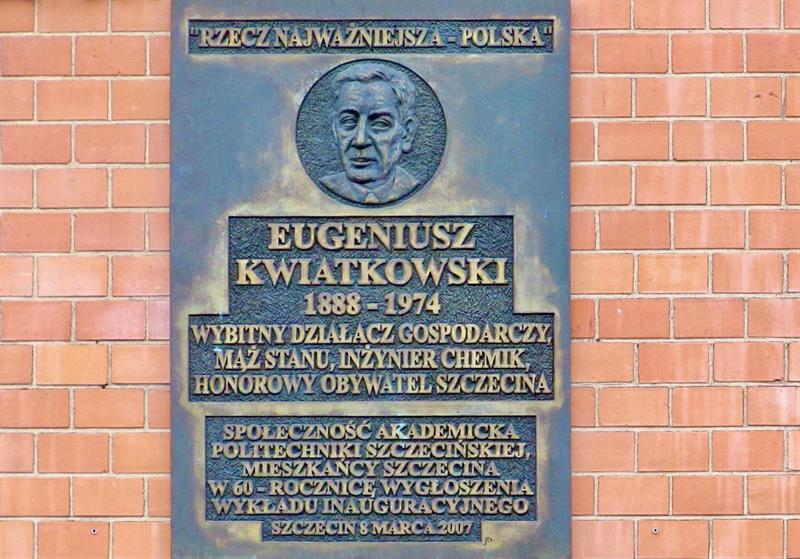 "RZECZ NAJWAŻNIEJSZA - POLSKA"
EUGENIUSZ
KWIATKOWSKI
1888 - 1974
WYBITNY DZIAŁACZ GOSPODARCZY,
MĄŻ STANU, INŻYNIER CHEMIK,
HONOROWY OBYWATEL SZCZECINA
SPOŁECZNOŚĆ AKADEMICKA
POLITECHNIKI SZCZECIŃSKIEJ,
MIESZKAŃCY SZCZECINA
W 60 - ROCZNICĘ WYGŁOSZENIA
WYKŁADU INAUGURACYJNEGO
SZCZECIN 8 MARCA 2007